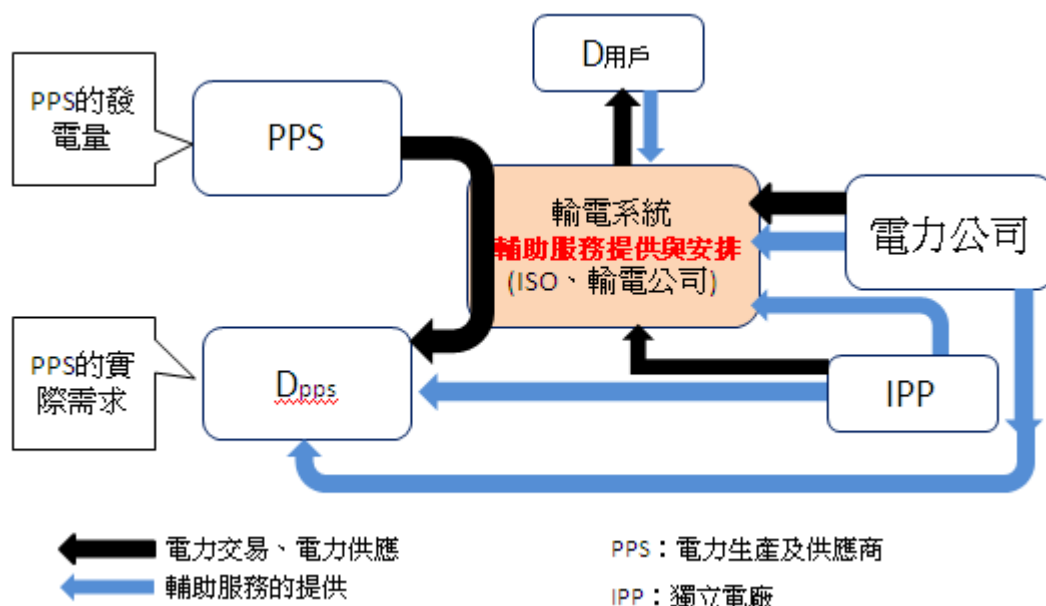 D用戶
PPS的發
電量
PPS
輸電系統
輔助服務提供與安排
(ISO、輸電公司)
電力公司
PPS的實
際需求
Dpps
IPP
電力交易、電力供應
輔助服務的提供
PPS：電力生產及供應商
IPP：獨立電廠